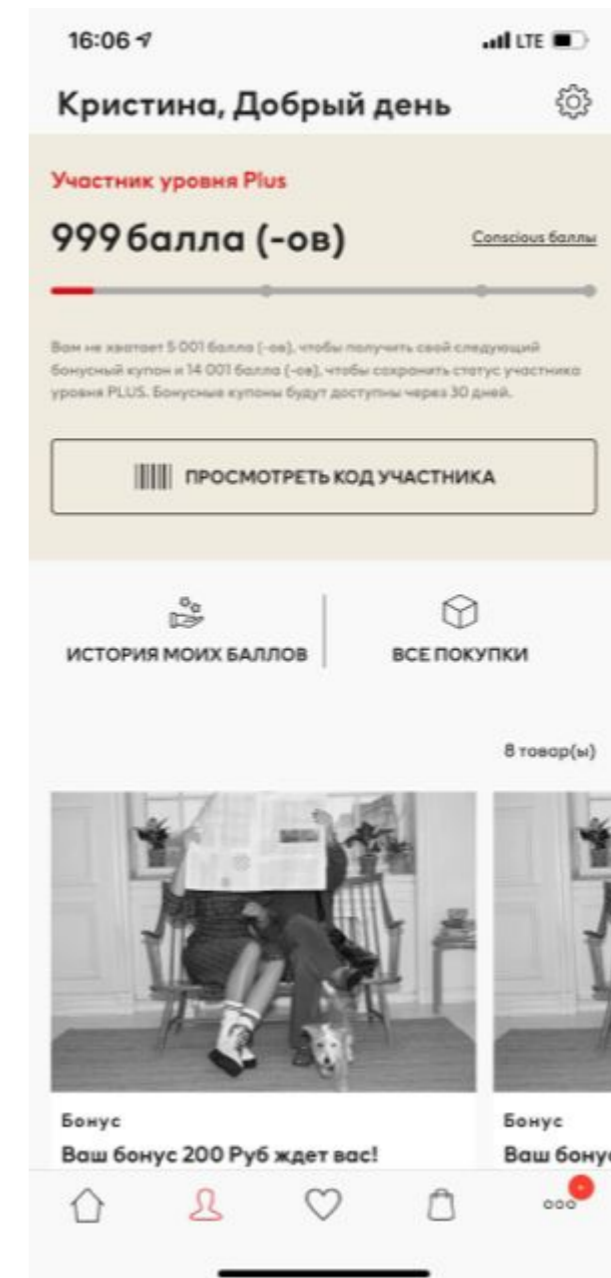 16:06
LTE
Кристина, Добрый день
Участник уровня Plus
999 балла (-ов)
Conscious баллы
Вам не хватает 5 001 балла (-ов), чтобы получить свой следующий
бонусный купон и 14 001 балла (-ов), чтобы сохранить статус участника
уровня PLUS. Бонусные купоны будут доступны через 30 дней.
ПРОСМОТРЕТЬ КОД УЧАСТНИКА
ИСТОРИЯ МОИХ БАЛЛОВ
ВСЕ ПОКУПКИ
8 товар(ы)
Бонус
Ваш бонус 200 Руб ждет вас!
Бонус
Ваш бону